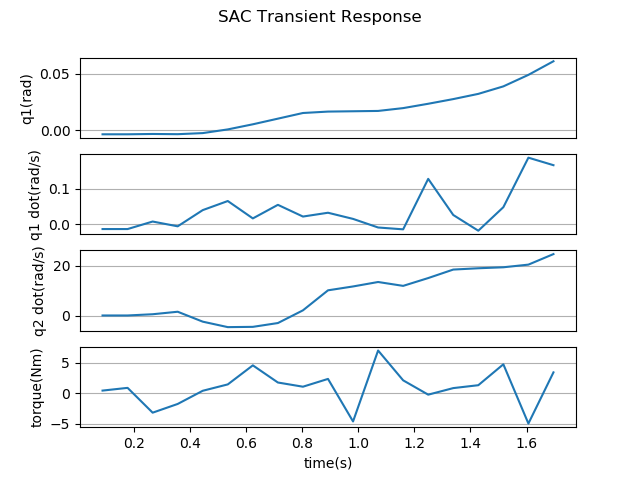 SAC Transient Response
q1(rad)
0.05
0.00
q1 dot(rad/s)
0.1
0.0
q2 dot(rad/s)
20
0
torque(Nm)
5
0
−5
0.2 0.4 0.6 0.8 1.0 1.2 1.4 1.6
time(s)